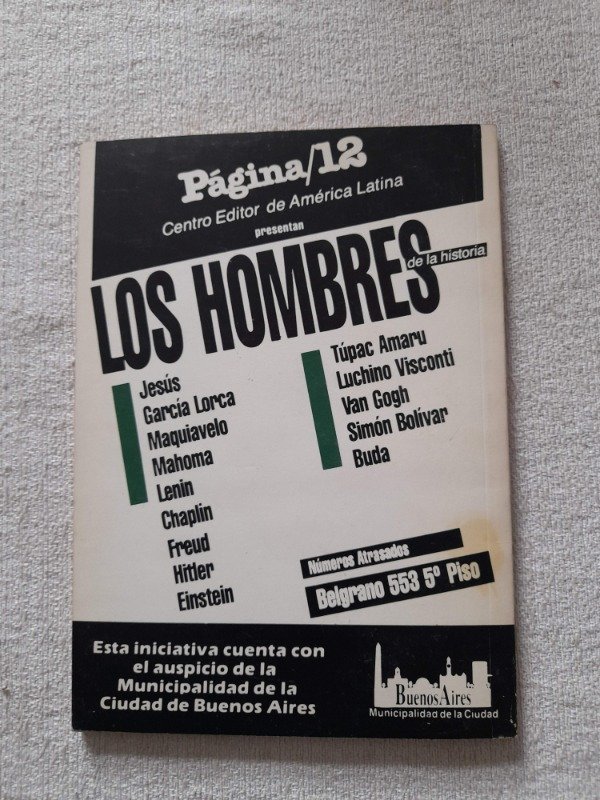 Página/12
Centro Editor de América Latina
presentan
LOS HOMBRES
de la historia
Jesús
García Lorca
Maquiavelo
Mahoma
Lenin
Chaplin
Freud
Hitler
Einstein
Túpac Amaru
Luchino Visconti
Van Gogh
Simón Bolívar
Buda
Números Atrasados
Belgrano 553 5º Piso
Esta iniciativa cuenta con
el auspicio de la
Municipalidad de la
Ciudad de Buenos Aires
Buenos Aires
Municipalidad de la Ciudad